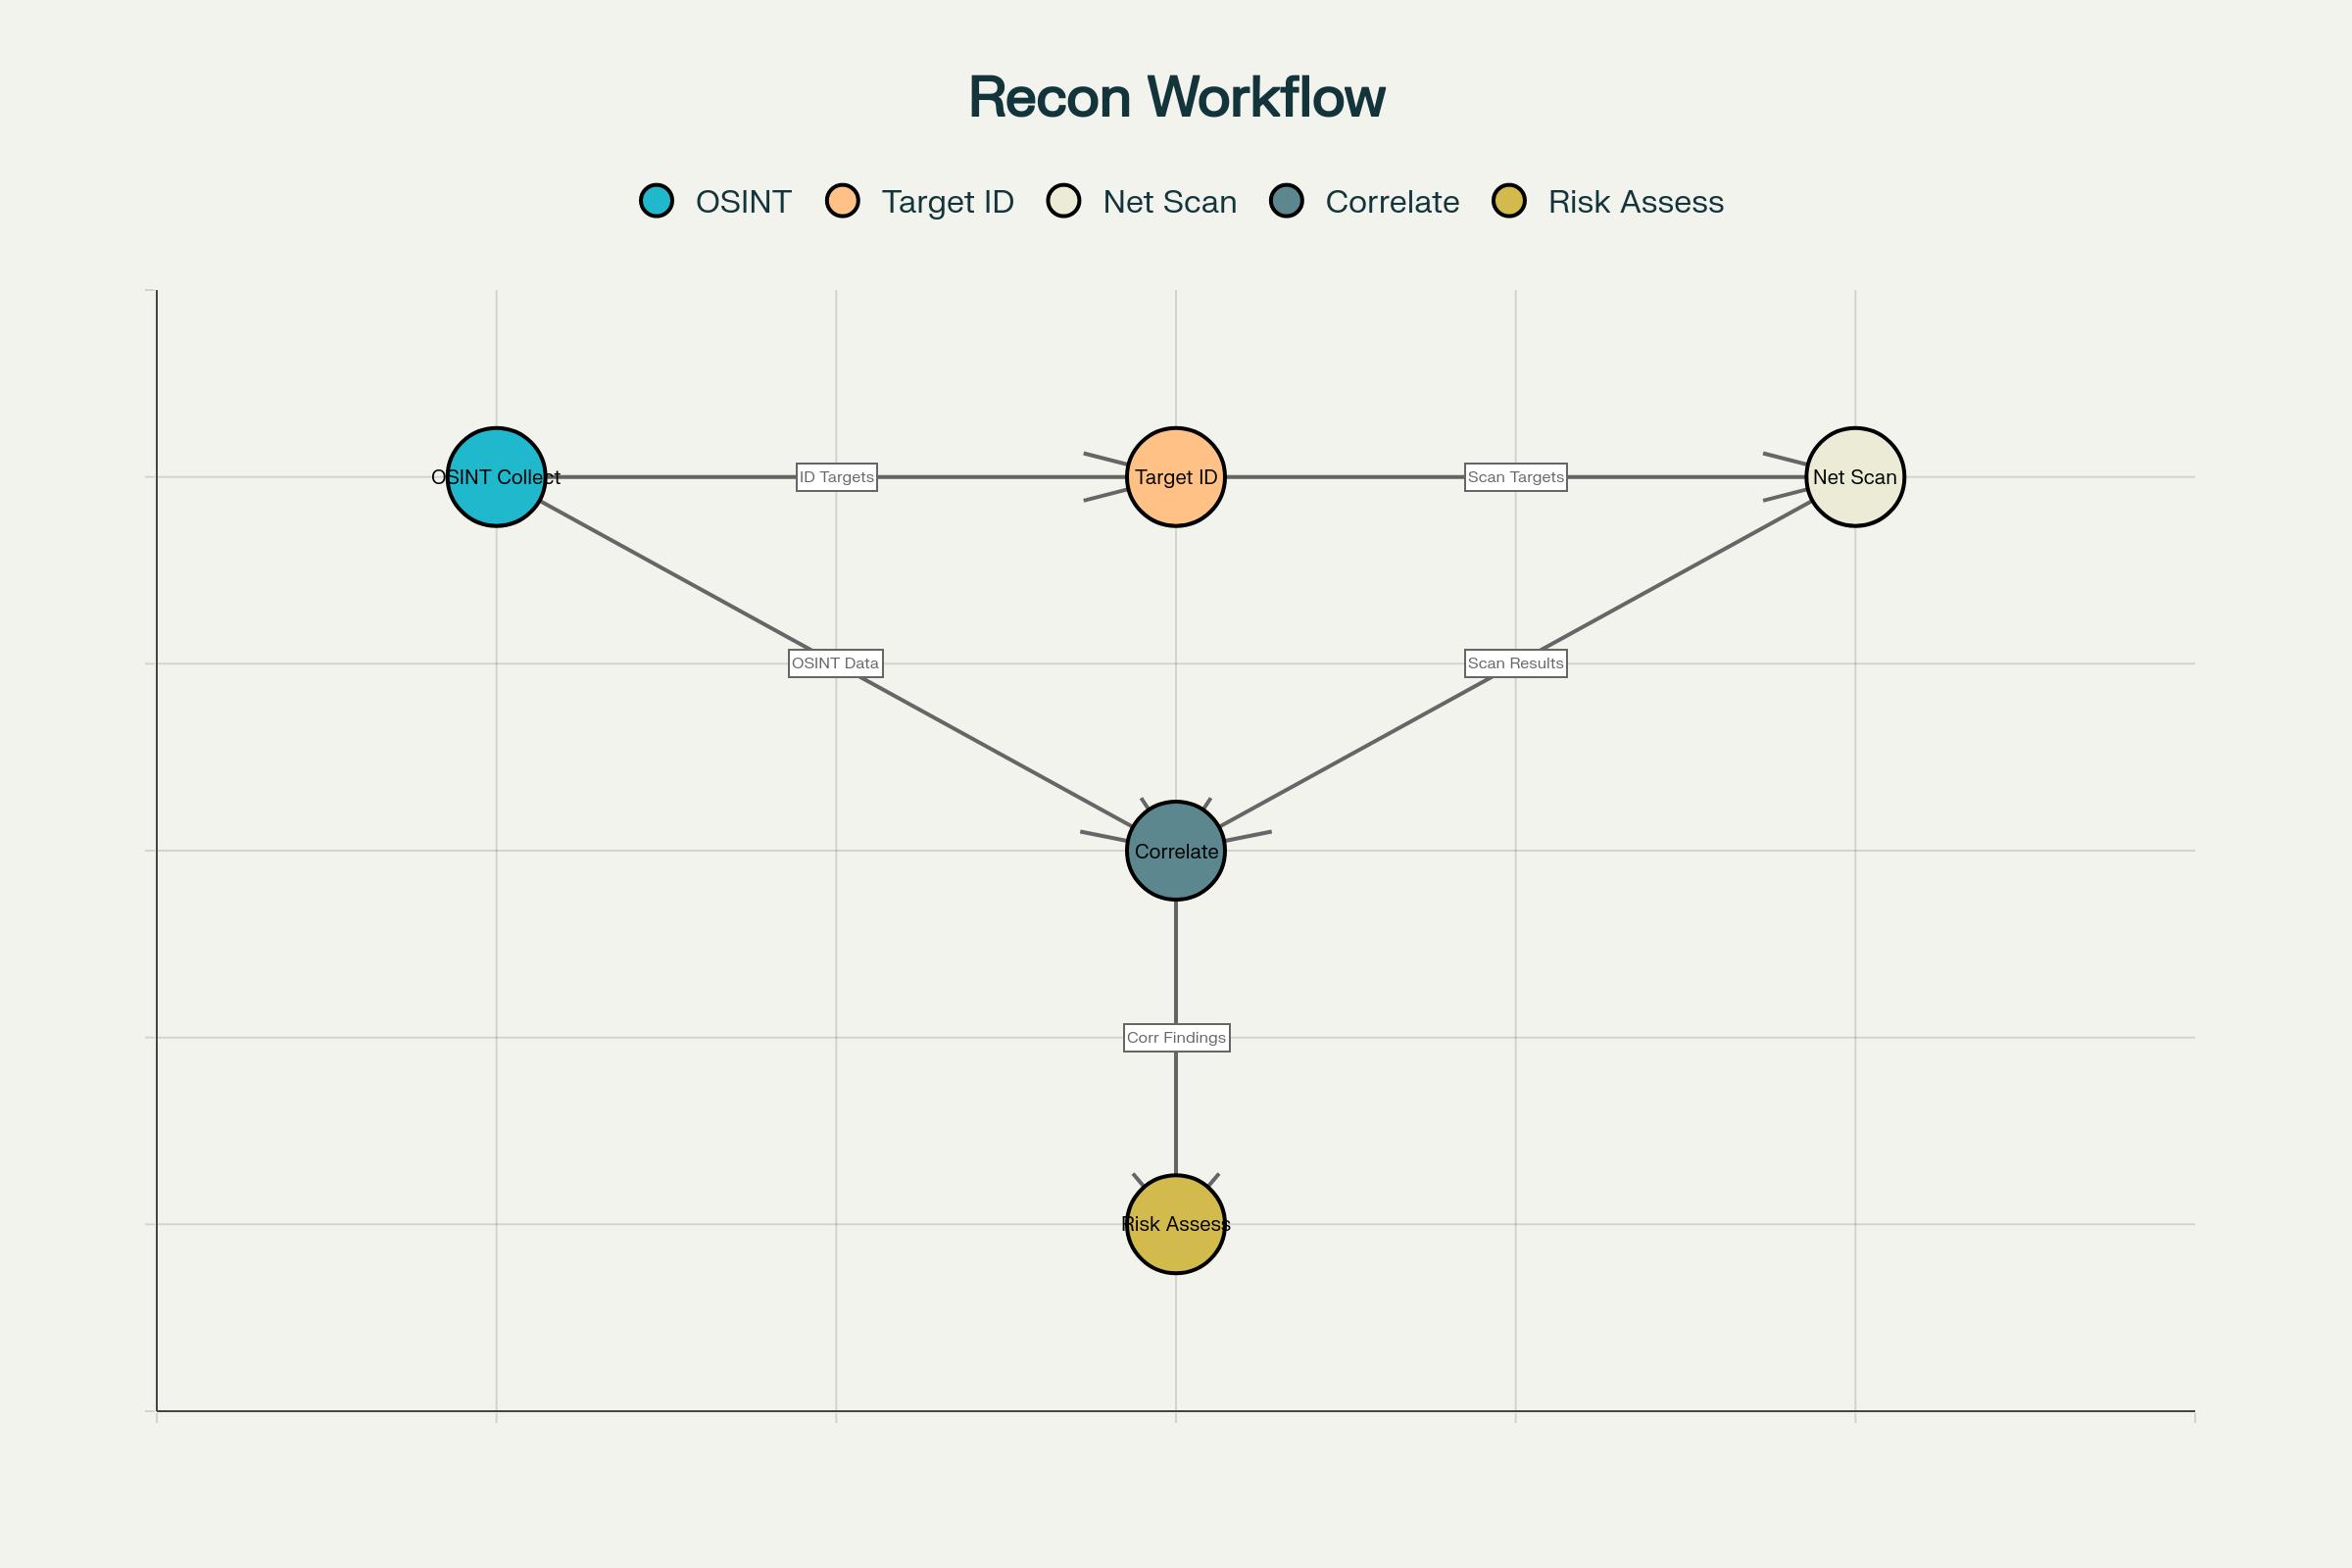 Recon Workflow
OSINT Target ID Net Scan Correlate Risk Assess
OSINT Collect ID Targets Target ID Scan Targets Net Scan
OSINT Data Scan Results
Correlate
Corr Findings
Risk Assess